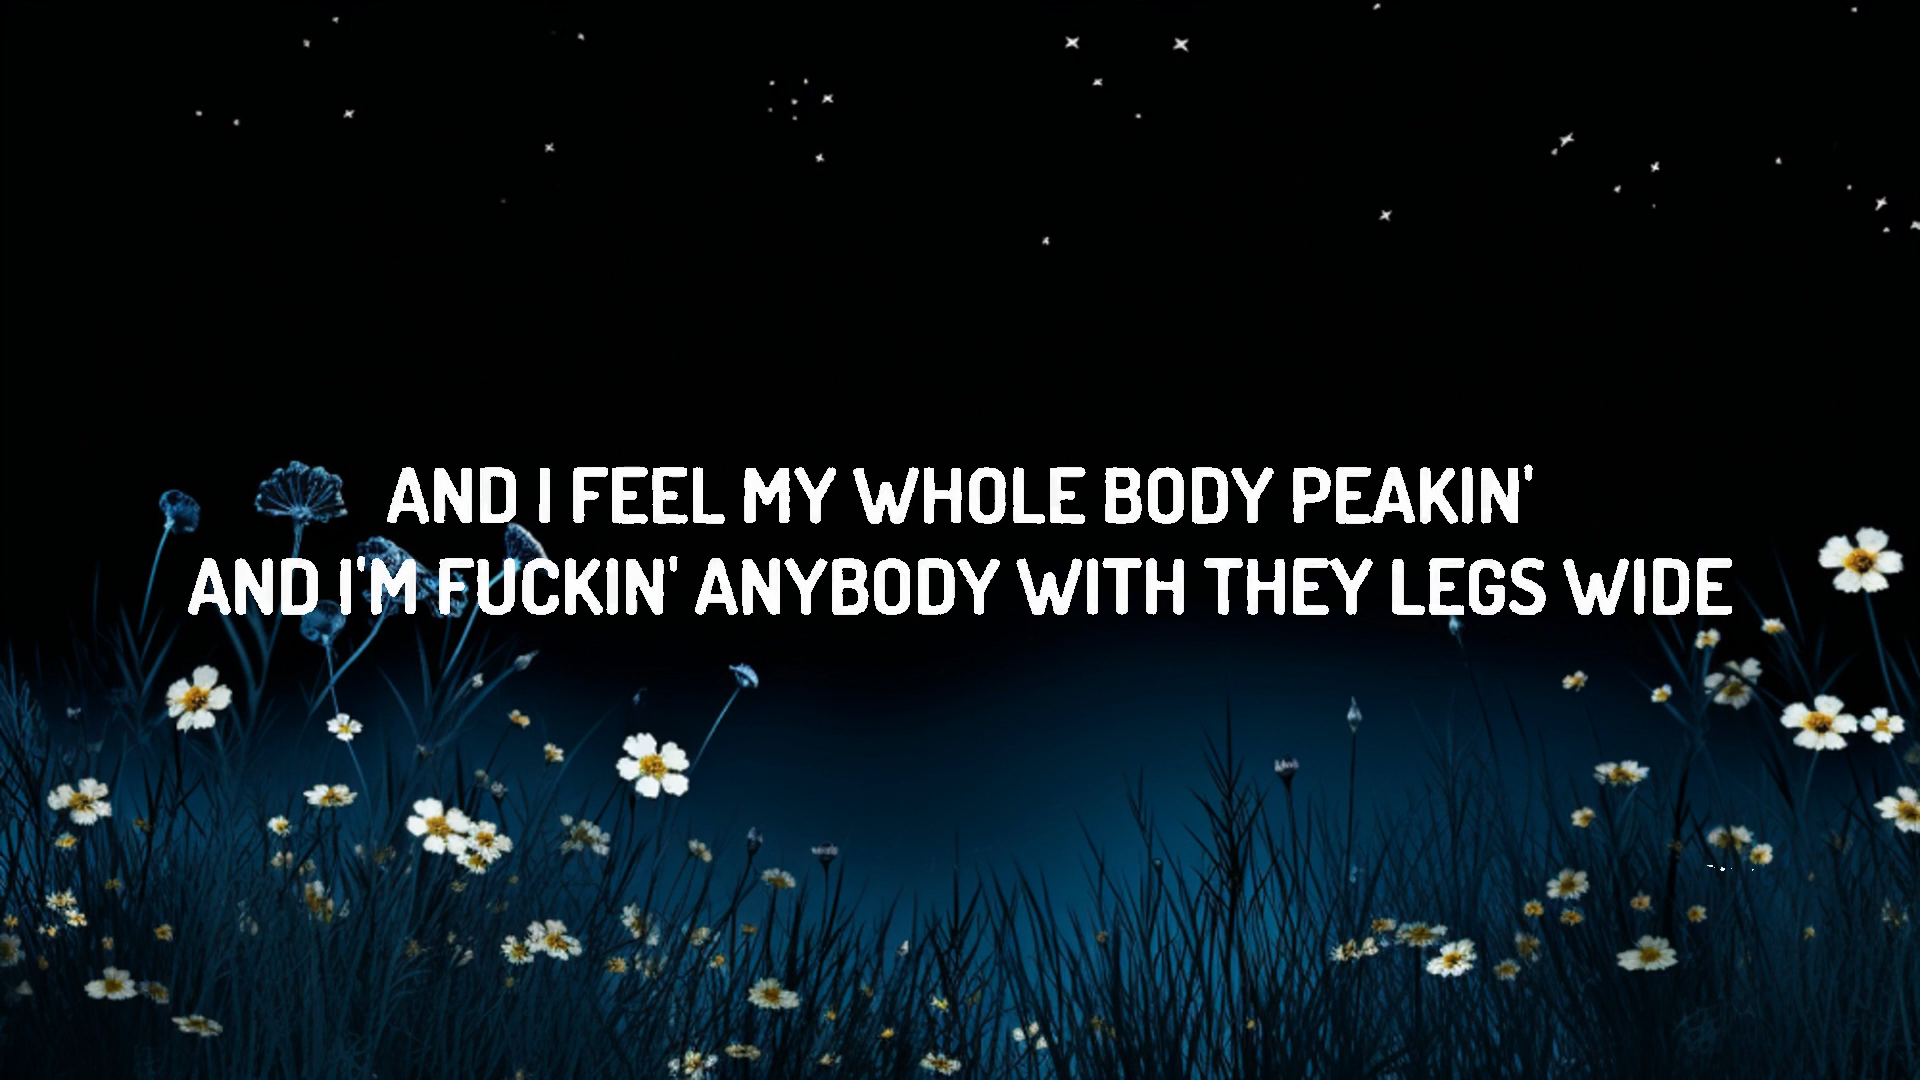 AND I FEEL MY WHOLE BODY PEAKIN'
AND I'M FUCKIN' ANYBODY WITH THEY LEGS WIDE